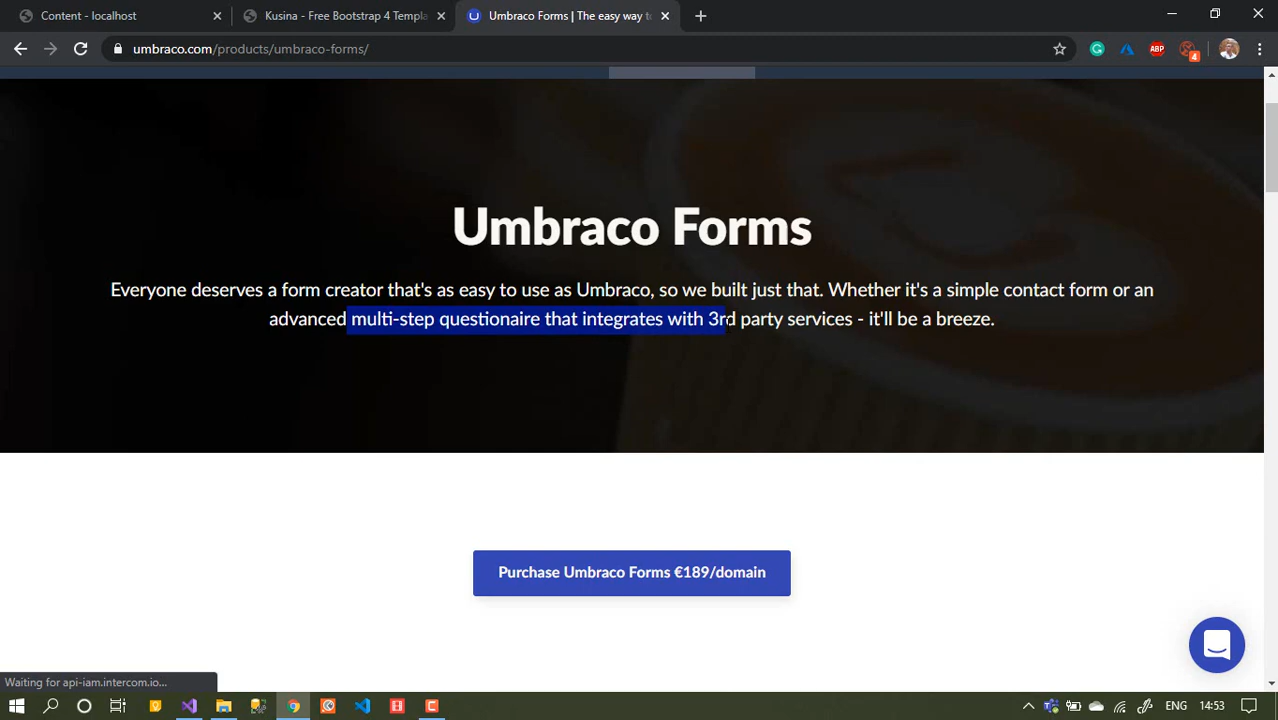 Content - localhost
Kusina - Free Bootstrap 4 Templa
Umbraco Forms | The easy way to
umbraco.com/products/umbraco-forms/
ABP
4
Umbraco Forms
Everyone deserves a form creator that's as easy to use as Umbraco, so we built just that. Whether it's a simple contact form or an
advanced multi-step questionaire that integrates with 3rd party services - it'll be a breeze.
Purchase Umbraco Forms €189/domain
Waiting for api-iam.intercom.io...
ENG
14:53